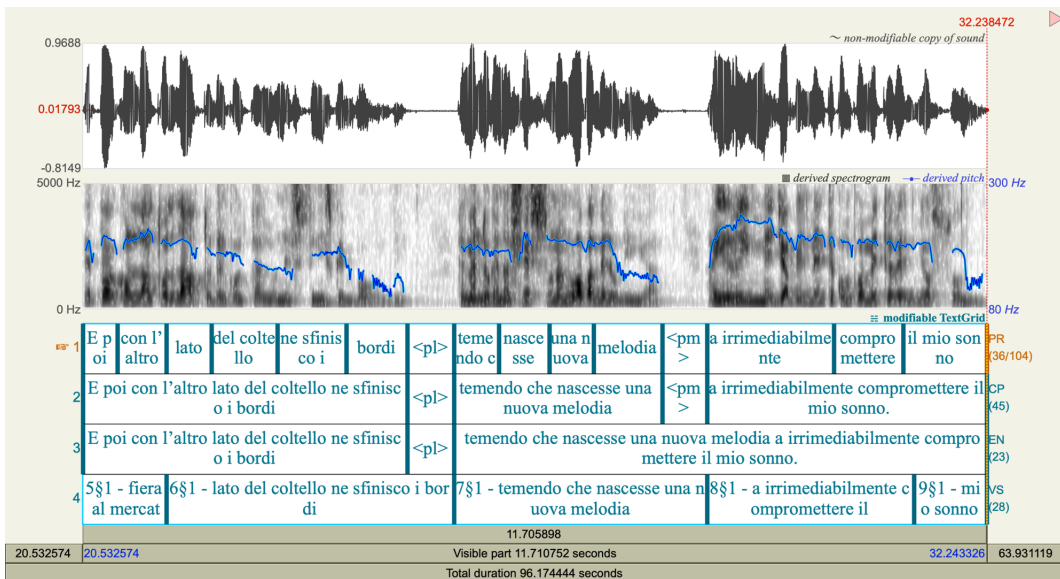 32.238472
0.9688
~ non-modifiable copy of sound
0.01793
-0.8149
5000 Hz
derived spectrogram
derived pitch
300 Hz
0 Hz
80 Hz
modifiable TextGrid
1
E p
oi
con l’
altro
lato
del colte
llo
ne sfinis
co i
bordi
<pl>
teme
ndo c
nasce
sse
una n
uova
melodia
<pm
>
a irrimediabilme
nte
compro
mettere
il mio son
no
PR
(36/104)
2
E poi con l’altro lato del coltello ne sfinisc
o i bordi
<pl>
temendo che nascesse una
nuova melodia
<pm
>
a irrimediabilmente compromettere il
mio sonno.
CP
(45)
3
E poi con l’altro lato del coltello ne sfinisc
o i bordi
<pl>
temendo che nascesse una nuova melodia a irrimediabilmente compro
mettere il mio sonno.
EN
(23)
4
5§1 - fiera
al mercat
6§1 - lato del coltello ne sfinisco i bor
di
7§1 - temendo che nascesse una n
uova melodia
8§1 - a irrimediabilmente c
ompromettere il
9§1 - mi
o sonno
VS
(28)
11.705898
20.532574
20.532574
Visible part 11.710752 seconds
32.243326
63.931119
Total duration 96.174444 seconds